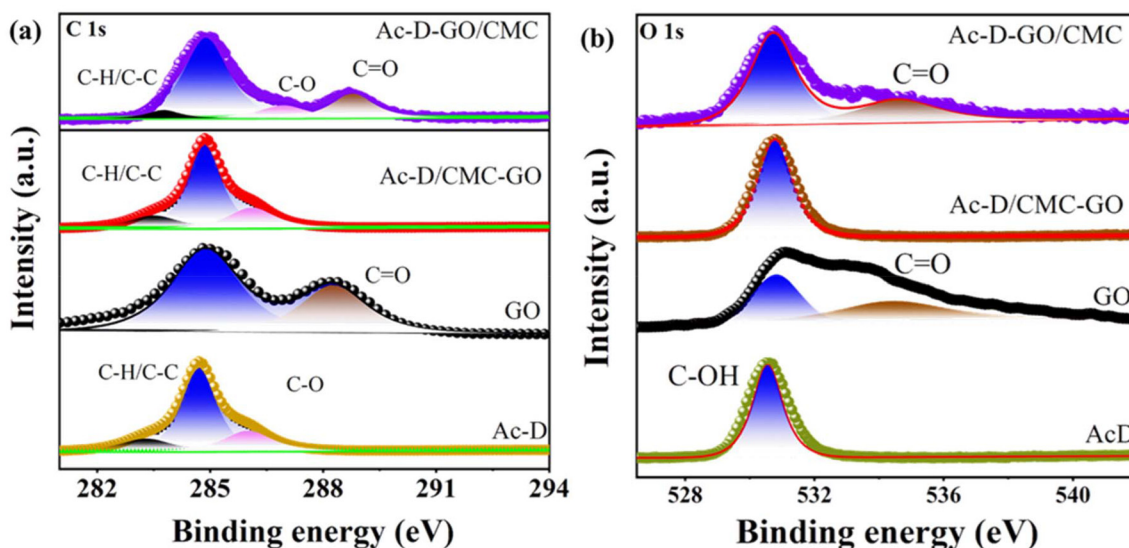 (a)
C 1s
Ac-D-GO/CMC
C-H/C-C
C-O
C=O
C-H/C-C
Ac-D/CMC-GO
C=O
GO
C-H/C-C
C-O
Ac-D
Intensity (a.u.)
282 285 288 291 294
Binding energy (eV)
(b)
O 1s
Ac-D-GO/CMC
C=O
Ac-D/CMC-GO
C=O
GO
C-OH
AcD
Intensity (a.u.)
528 532 536 540
Binding energy (eV)